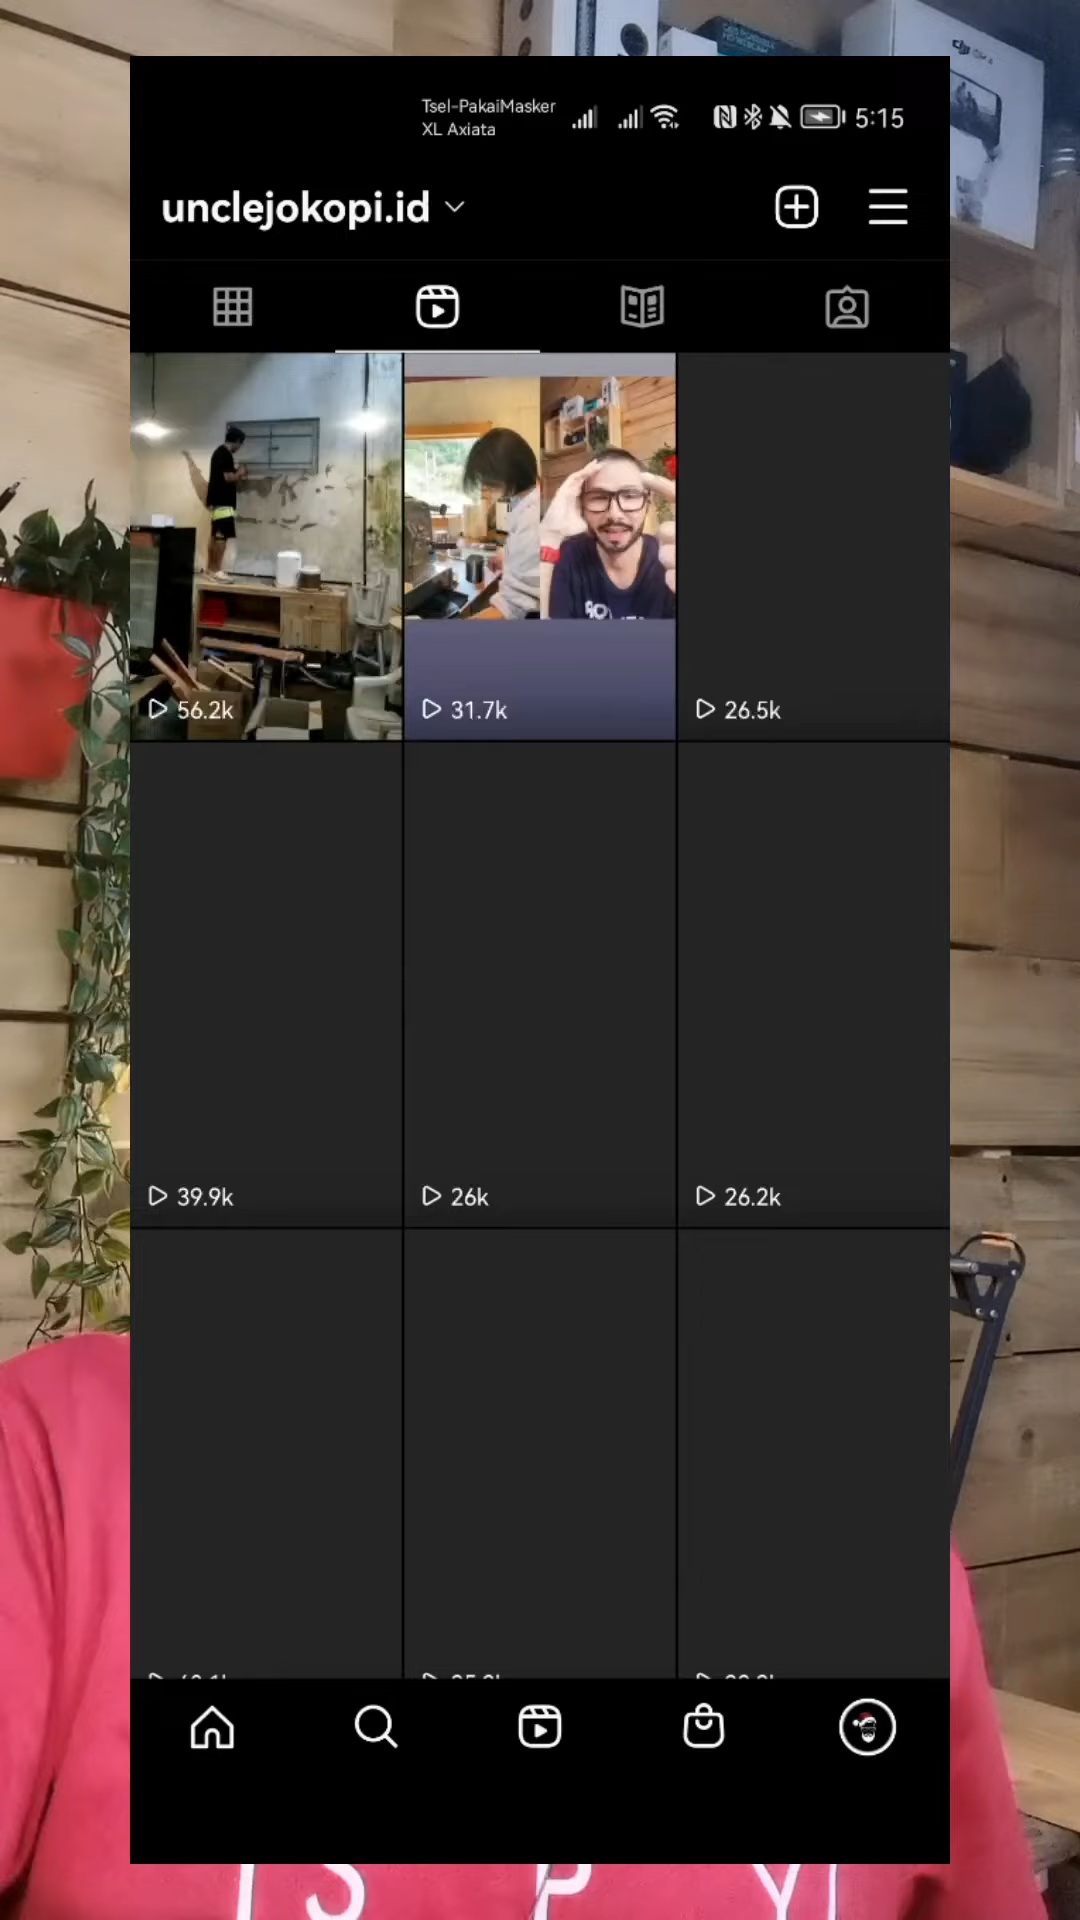 Tsel-PakaiMasker
XL Axiata
5:15
unclejokopi.id
56.2k
31.7k
26.5k
39.9k
26k
26.2k